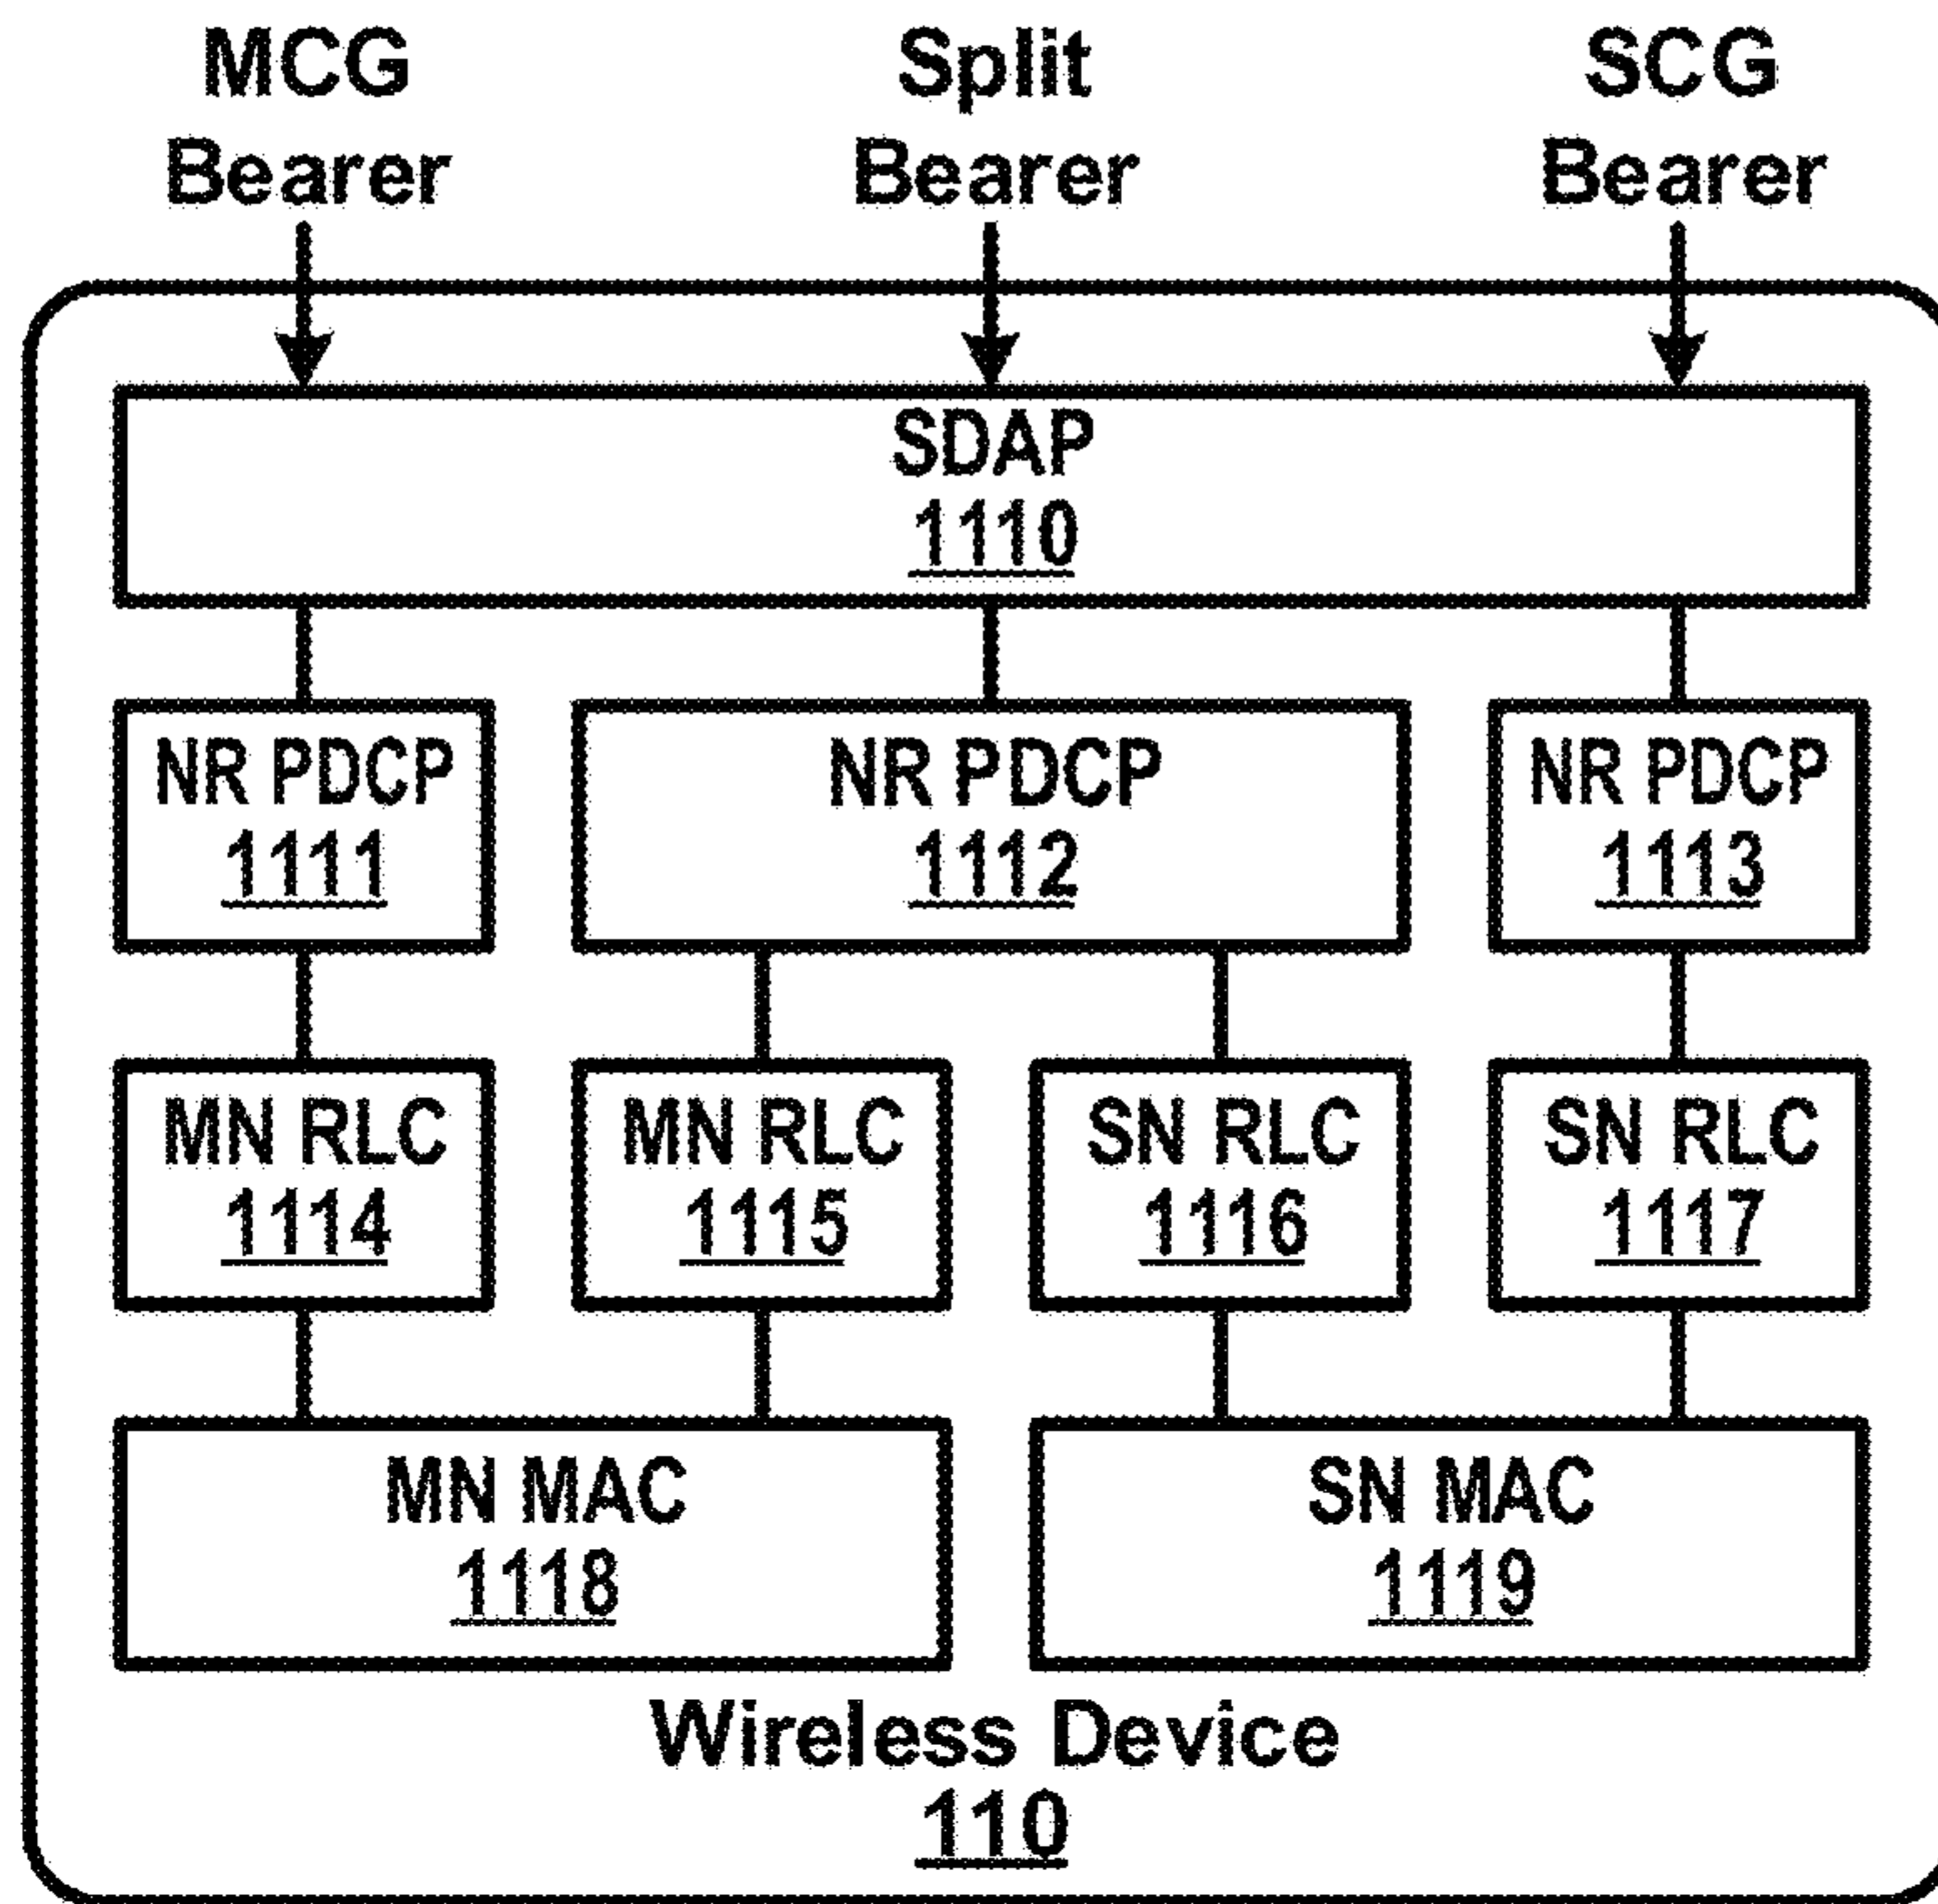 MCG Bearer
Split Bearer
SCG Bearer
SDAP
1110
NR PDCP
1111
NR PDCP
1112
NR PDCP
1113
MN RLC
1114
MN RLC
1115
SN RLC
1116
SN RLC
1117
MN MAC
1118
SN MAC
1119
Wireless Device
110